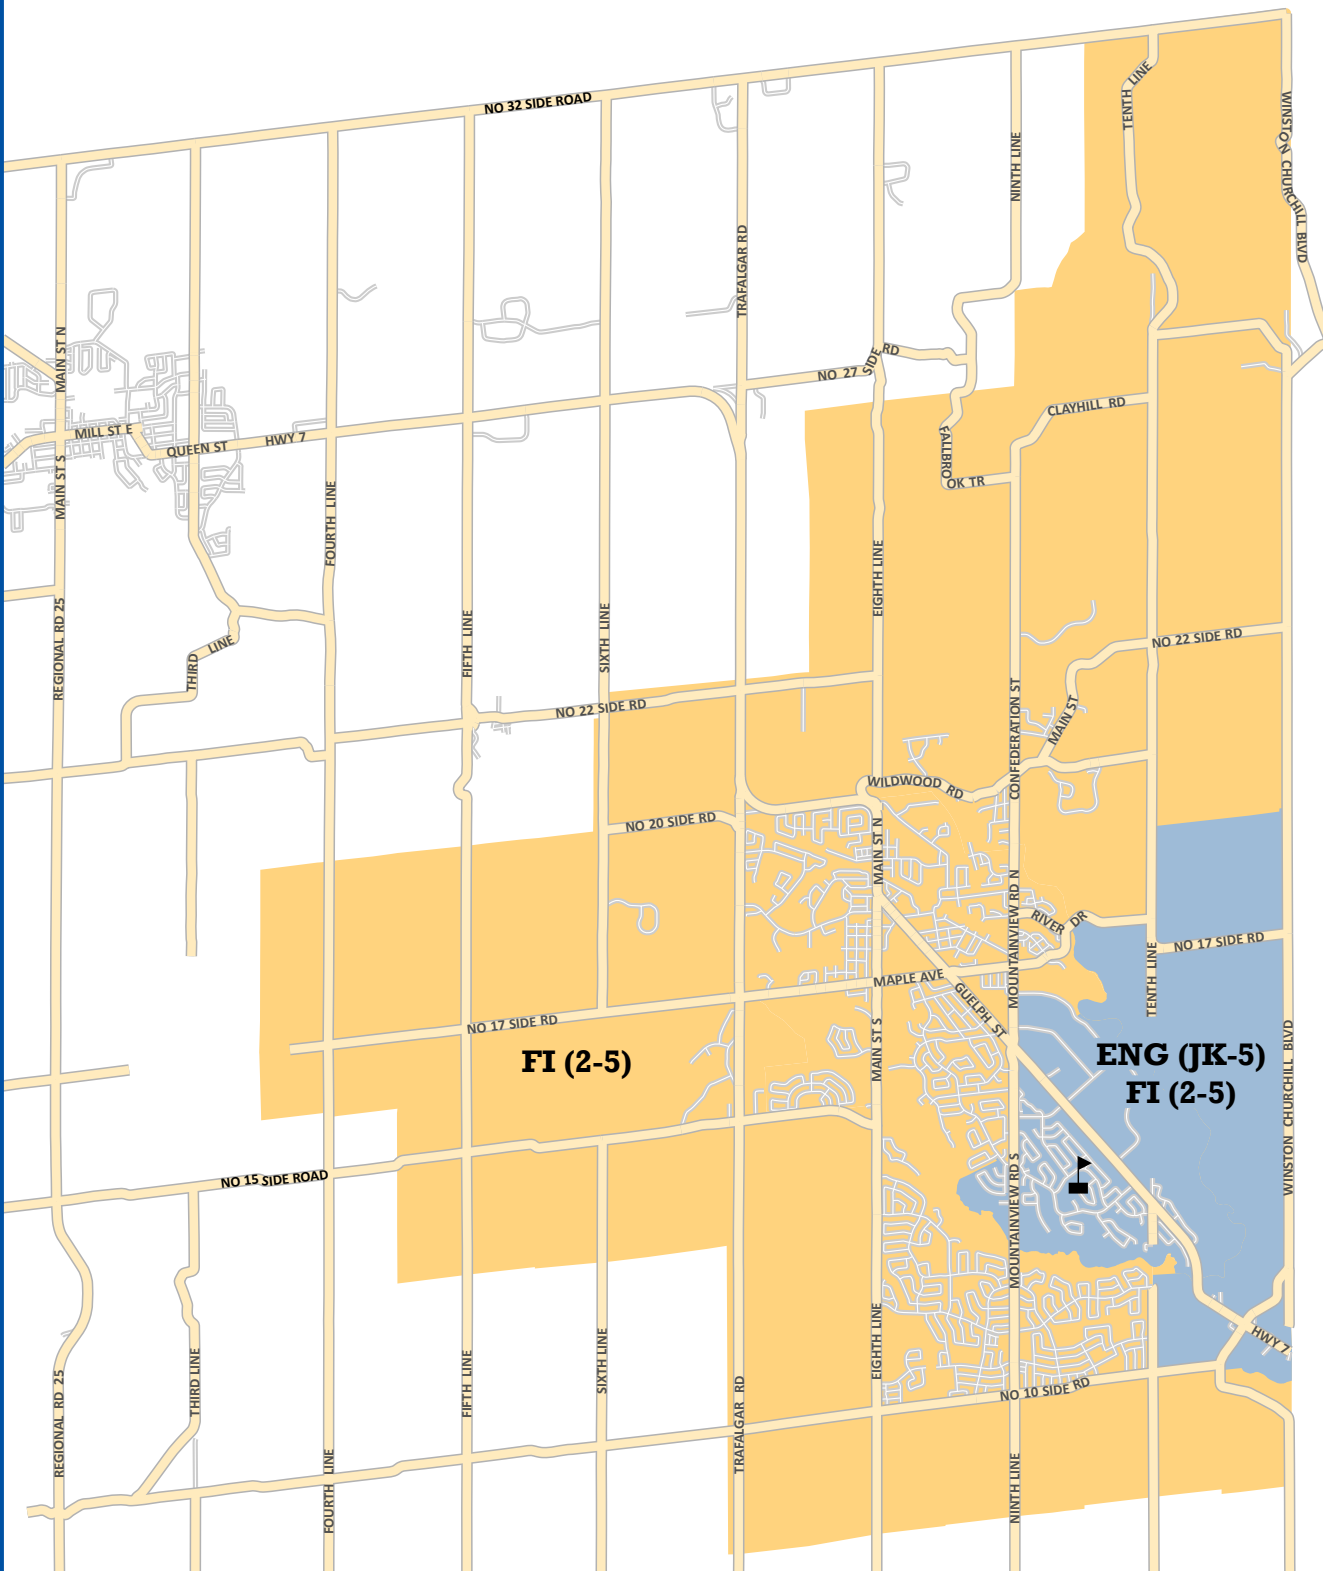 NO 32 SIDE ROAD
TENTH LINE
WINSTON CHURCHILL BLVD
NINTH LINE
TRAFALGAR RD
MAIN ST N
NO 27 SIDE RD
CLAYHILL RD
MILL ST E
QUEEN ST
HWY 7
FALLBROOK TR
MAIN ST S
FOURTH LINE
EIGHTH LINE
REGIONAL RD 25
FIFTH LINE
SIXTH LINE
THIRD LINE
NO 22 SIDE RD
NO 22 SIDE RD
CONFEDERATION ST
MAIN ST
WILDWOOD RD
NO 20 SIDE RD
MAIN ST N
MOUNTAINVIEW RD N
RIVER DR
NO 17 SIDE RD
TENTH LINE
MAPLE AVE
GUELPH ST
NO 17 SIDE RD
MAIN ST S
FI (2-5)
ENG (JK-5)
FI (2-5)
WINSTON CHURCHILL BLVD
NO 15 SIDE ROAD
MOUNTAINVIEW RD S
EIGHTH LINE
SIXTH LINE
HWY 7
THIRD LINE
FIFTH LINE
REGIONAL RD 25
TRAFALGAR RD
NO 10 SIDE RD
FOURTH LINE
NINTH LINE